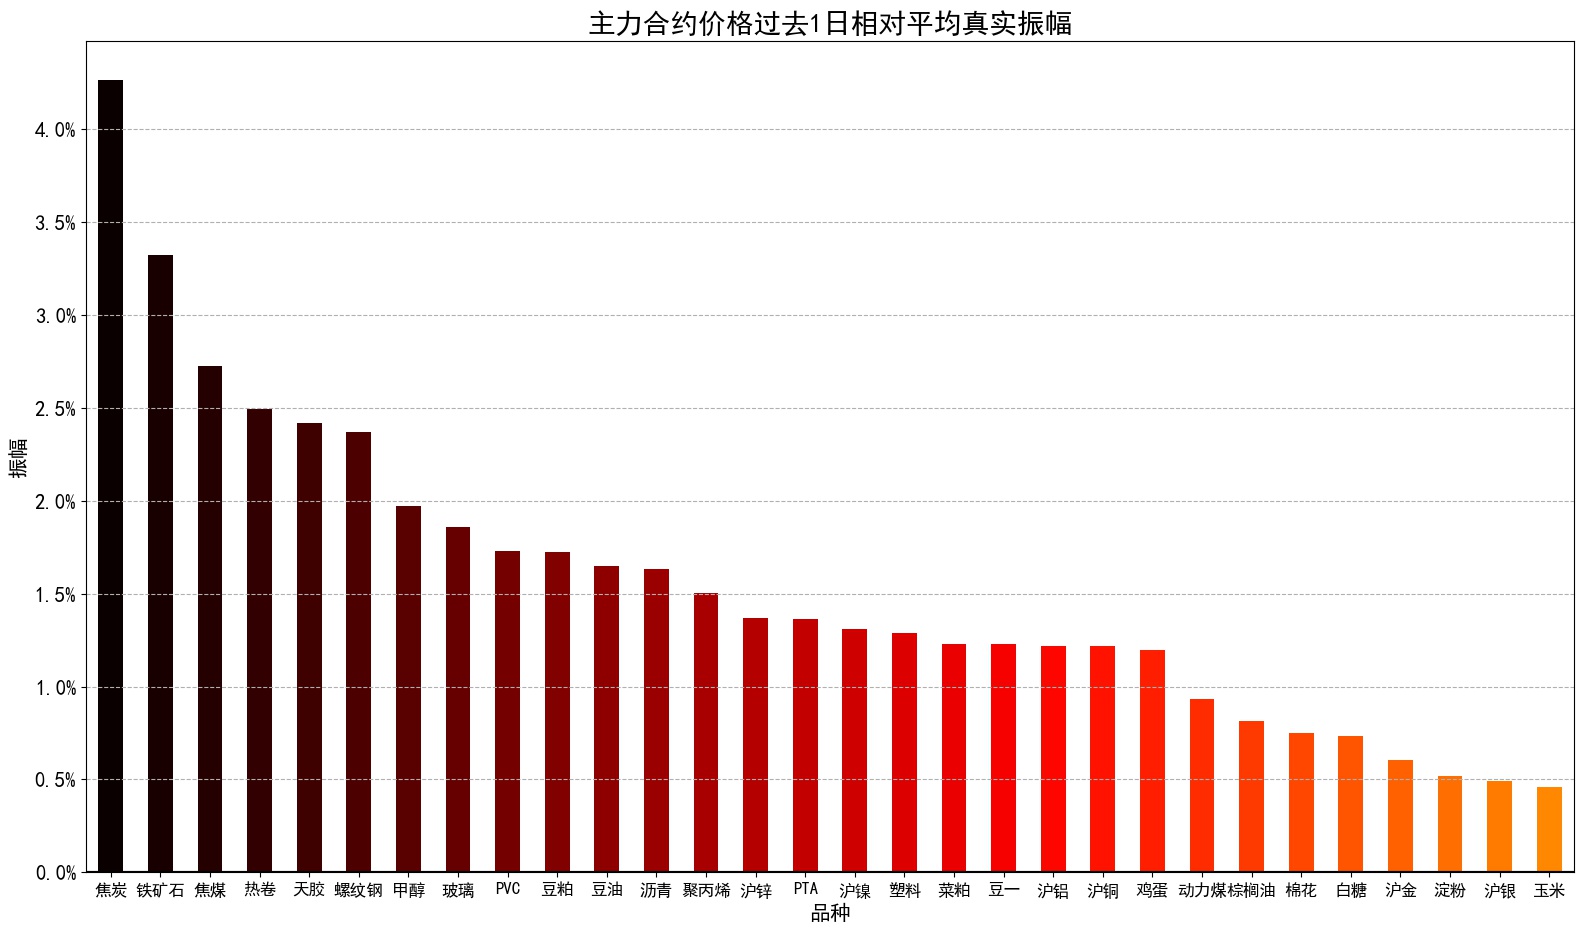 主力合约价格过去1日相对平均真实振幅
振幅
4.0%
3.5%
3.0%
2.5%
2.0%
1.5%
1.0%
0.5%
0.0%
焦炭 铁矿石 焦煤 热卷 天胶 螺纹钢 甲醇 玻璃 PVC 豆粕 豆油 沥青 聚丙烯 沪锌 PTA 沪镍 塑料 菜粕 豆一 沪铝 沪铜 鸡蛋 动力煤 棕榈油 棉花 白糖 沪金 淀粉 沪银 玉米
品种